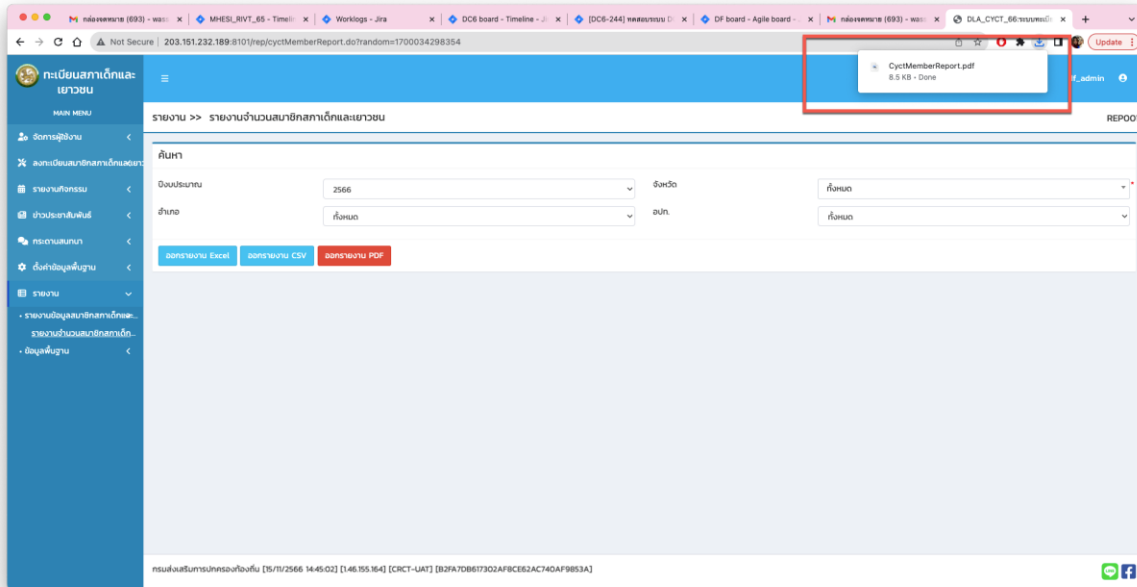 กล่องจดหมาย (693) - wass
MHESI_RIVT_65 - Timeli
Worklogs - Jira
DC6 board - Timeline - Ji
[DC6-244] ทดสอบระบบ D
DF board - Agile board -
กล่องจดหมาย (693) - wass
DLA_CYCT_66:ระบบทะเบี
Not Secure | 203.151.232.189:8101/rep/cyctMemberReport.do?random=1700034298354
Update
CyctMemberReport.pdf
8.5 KB - Done
ทะเบียนสภาเด็กและ
เยาวชน
df_admin
MAIN MENU
รายงาน >> รายงานจำนวนสมาชิกสภาเด็กและเยาวชน
REP001
จัดการผู้ใช้งาน
ลงทะเบียนสมาชิกสภาเด็กและเยาว
รายงานกิจกรรม
ข่าวประชาสัมพันธ์
กระดานสนทนา
ตั้งค่าข้อมูลพื้นฐาน
รายงาน
• รายงานข้อมูลสมาชิกสภาเด็กและ...
รายงานจำนวนสมาชิกสภาเด็ก...
• ข้อมูลพื้นฐาน
ค้นหา
ปีงบประมาณ
2566
จังหวัด
ทั้งหมด
*
อำเภอ
ทั้งหมด
อปท.
ทั้งหมด
ออกรายงาน Excel
ออกรายงาน CSV
ออกรายงาน PDF
กรมส่งเสริมการปกครองท้องถิ่น [15/11/2566 14:45:02] [1.46.155.164] [CRCT-UAT] [B2FA7DB617302AF8CE62AC740AF9853A]